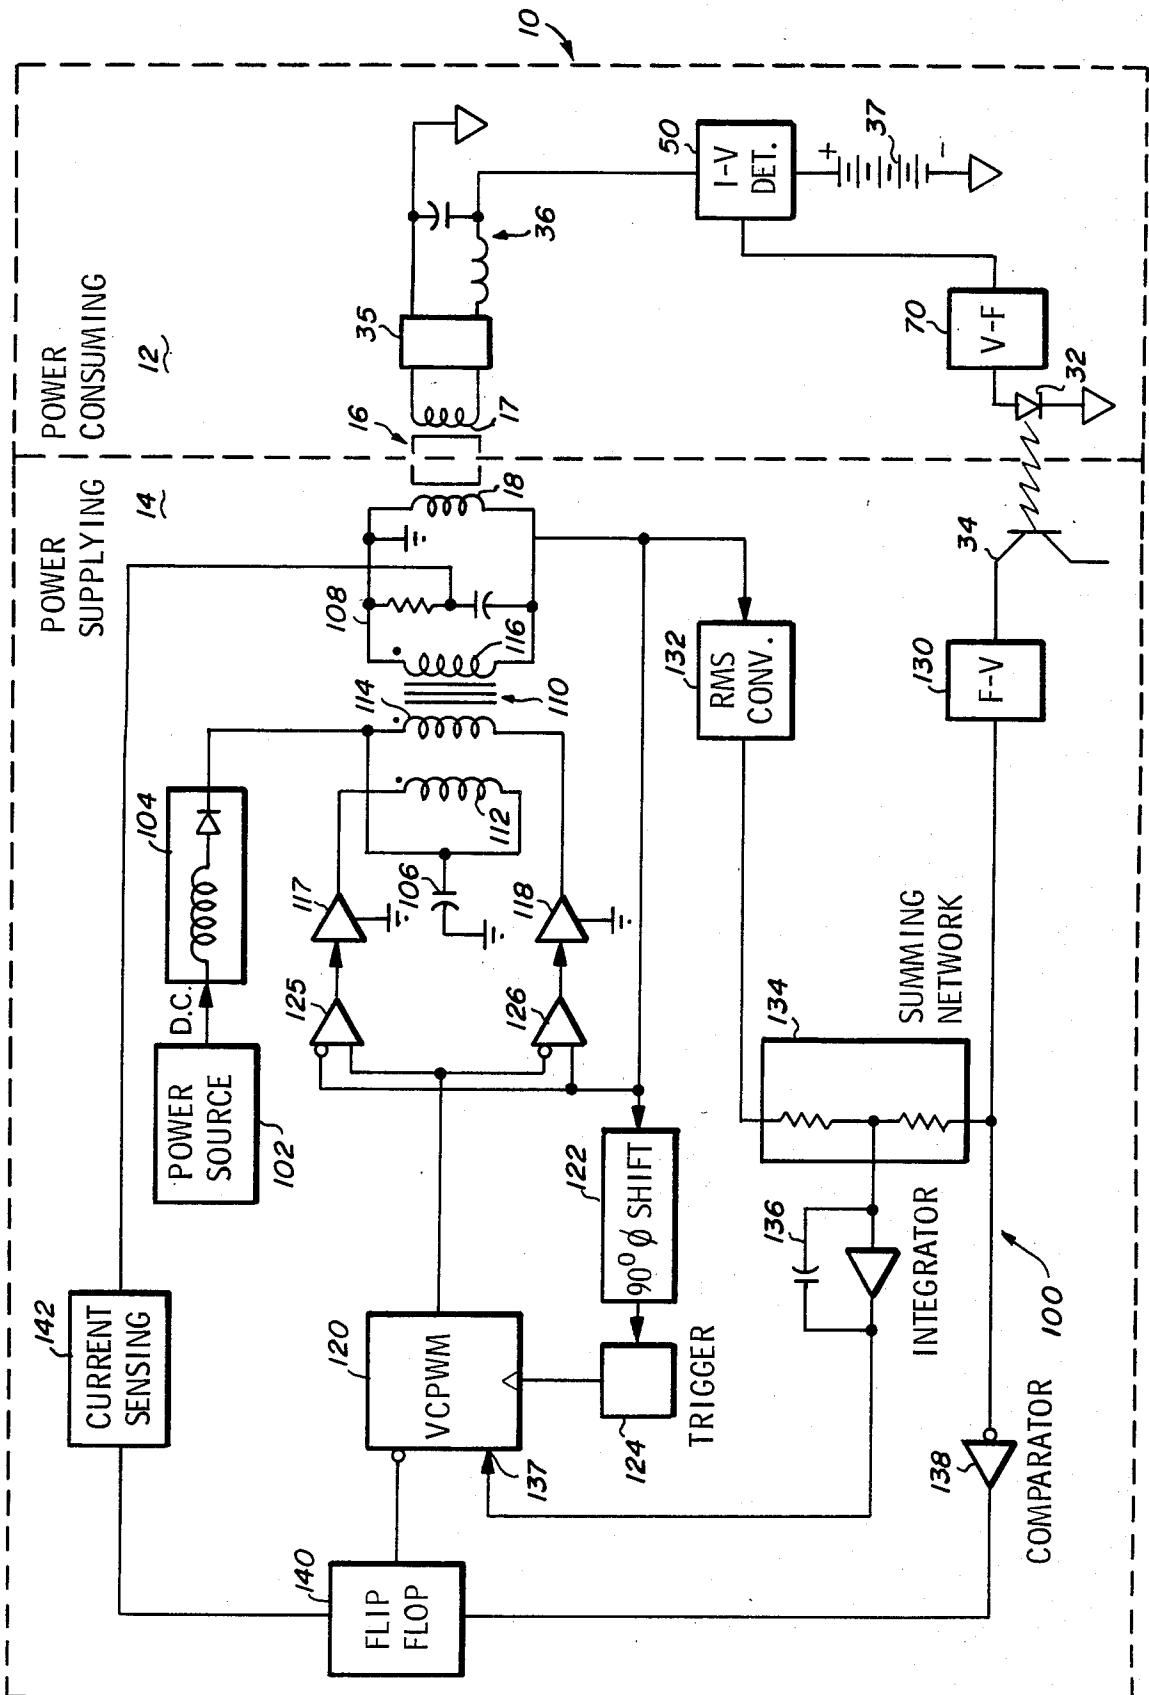 10
POWER
CONSUMING
12
POWER
SUPPLYING
14
16
17
18
35
36
50
I-V
DET.
+
37
-
70
V-F
32
34
108
116
114
110
112
132
RMS
CONV.
130
F-V
104
D.C.
POWER
SOURCE
102
117
106
118
125
126
SUMMING
NETWORK
134
122
90° Ø SHIFT
136
INTEGRATOR
100
142
CURRENT
SENSING
120
VCPWM
137
124
TRIGGER
138
COMPARATOR
140
FLIP
FLOP